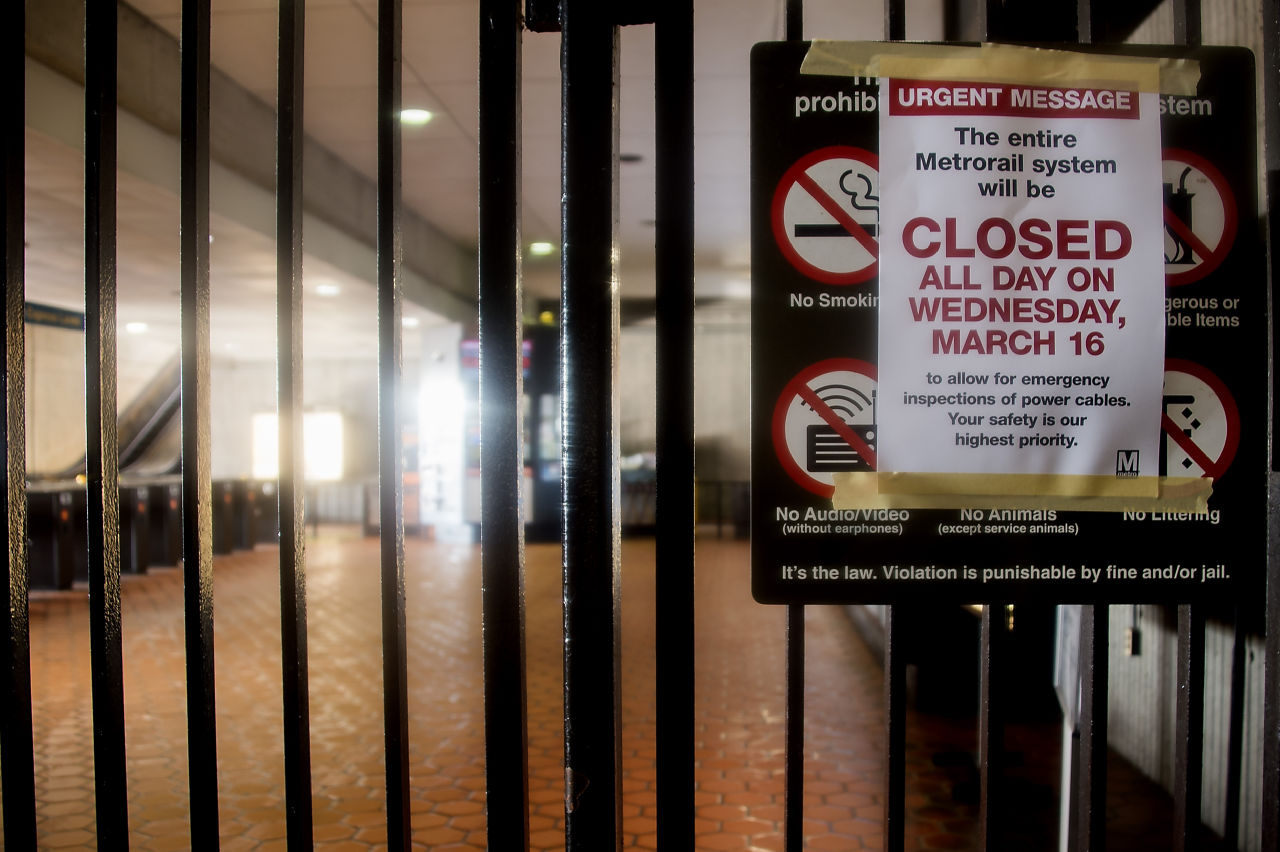 prohibi
stem
URGENT MESSAGE
The entire
Metrorail system
will be
CLOSED
ALL DAY ON
WEDNESDAY,
MARCH 16
to allow for emergency
inspections of power cables.
Your safety is our
highest priority.
M
metro
No Smokin
gerous or
ble Items
No Audio/Video
(without earphones)
No Animals
(except service animals)
No Littering
It's the law. Violation is punishable by fine and/or jail.